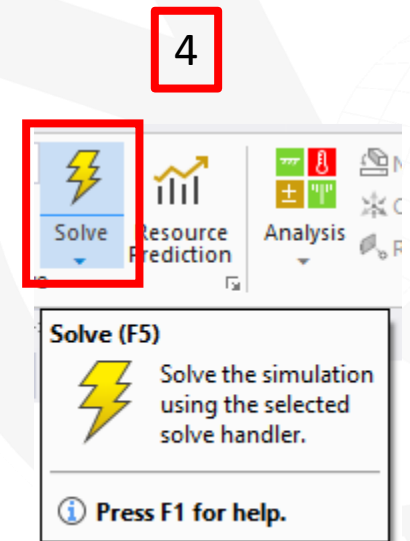 4
Solve
Resource
Prediction
Analysis
Solve (F5)
Solve the simulation
using the selected
solve handler.
Press F1 for help.